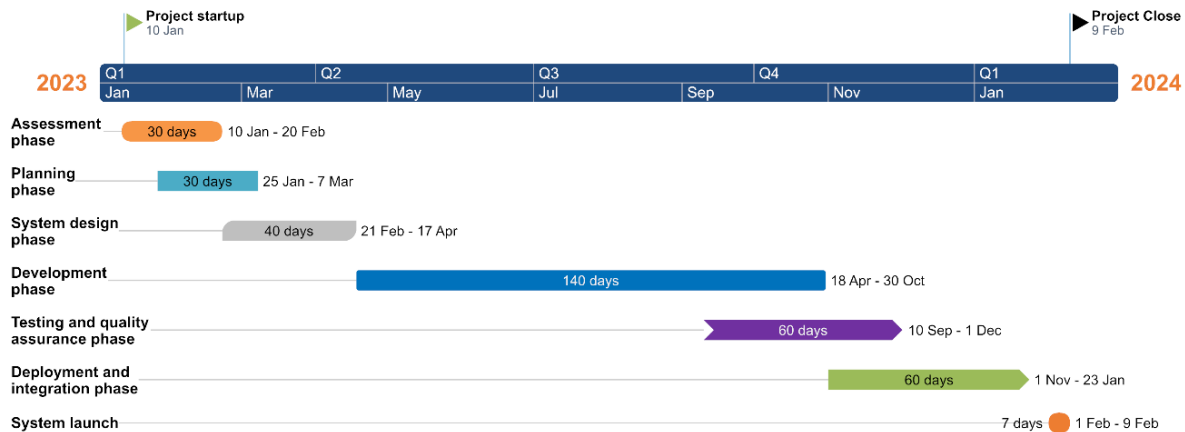 Project startup
10 Jan
Project Close
9 Feb
2023
Q1 Q2 Q3 Q4 Q1
Jan Mar May Jul Sep Nov Jan
2024
Assessment
phase
30 days
10 Jan - 20 Feb
Planning
phase
30 days
25 Jan - 7 Mar
System design
phase
40 days
21 Feb - 17 Apr
Development
phase
140 days
18 Apr - 30 Oct
Testing and quality
assurance phase
60 days
10 Sep - 1 Dec
Deployment and
integration phase
60 days
1 Nov - 23 Jan
System launch
7 days
1 Feb - 9 Feb